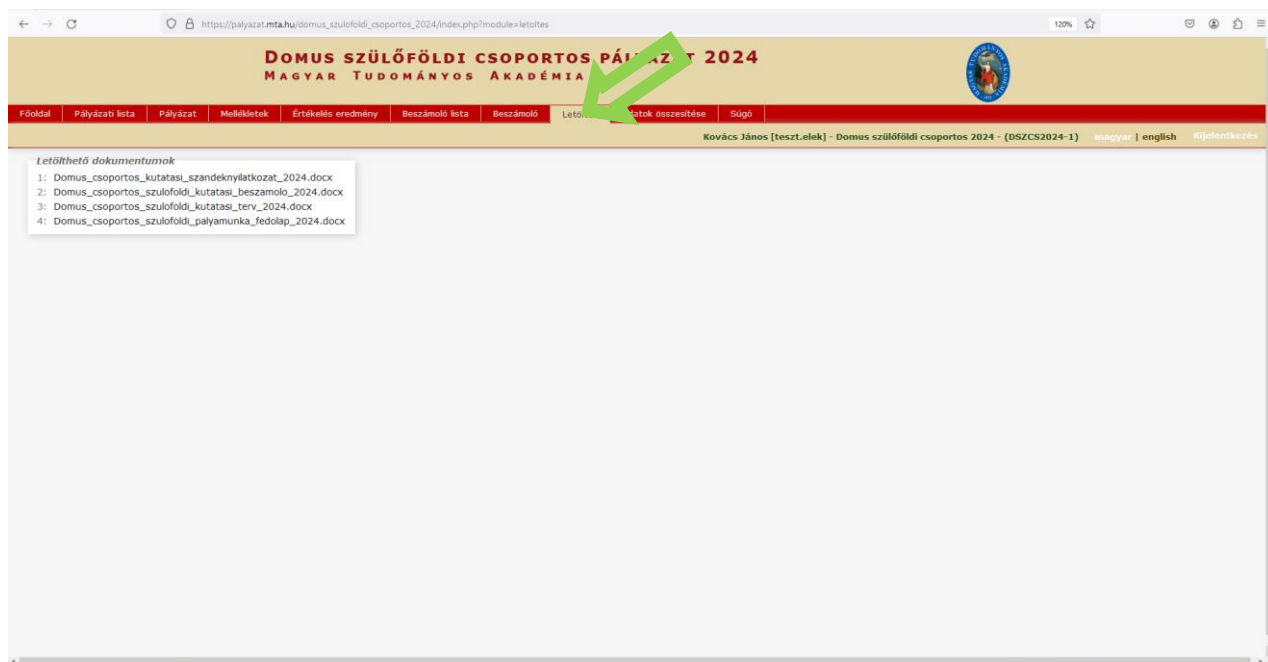 https://palyazat.mta.hu/domus_szulofoldi_csoportos_2024/index.php?module=letoltes
120%
DOMUS SZÜLŐFÖLDI CSOPORTOS 2024
MAGYAR TUDOMÁNYOS AKADÉMIA
Főoldal Pályázati lista Pályázat Mellékletek Értékelés eredmény Beszámoló lista Beszámoló összesítése Súgó
Kovács János [teszt.elek] - Domus szülőföldi csoportos 2024 - (DSZCS2024-1) magyar | english Kijelentkezés
Letölthető dokumentumok
1: Domus_csoportos_kutatasi_szandeknyilatkozat_2024.docx
2: Domus_csoportos_szulofoldi_kutatasi_beszamolo_2024.docx
3: Domus_csoportos_szulofoldi_kutatasi_terv_2024.docx
4: Domus_csoportos_szulofoldi_palyamunka_fedolap_2024.docx